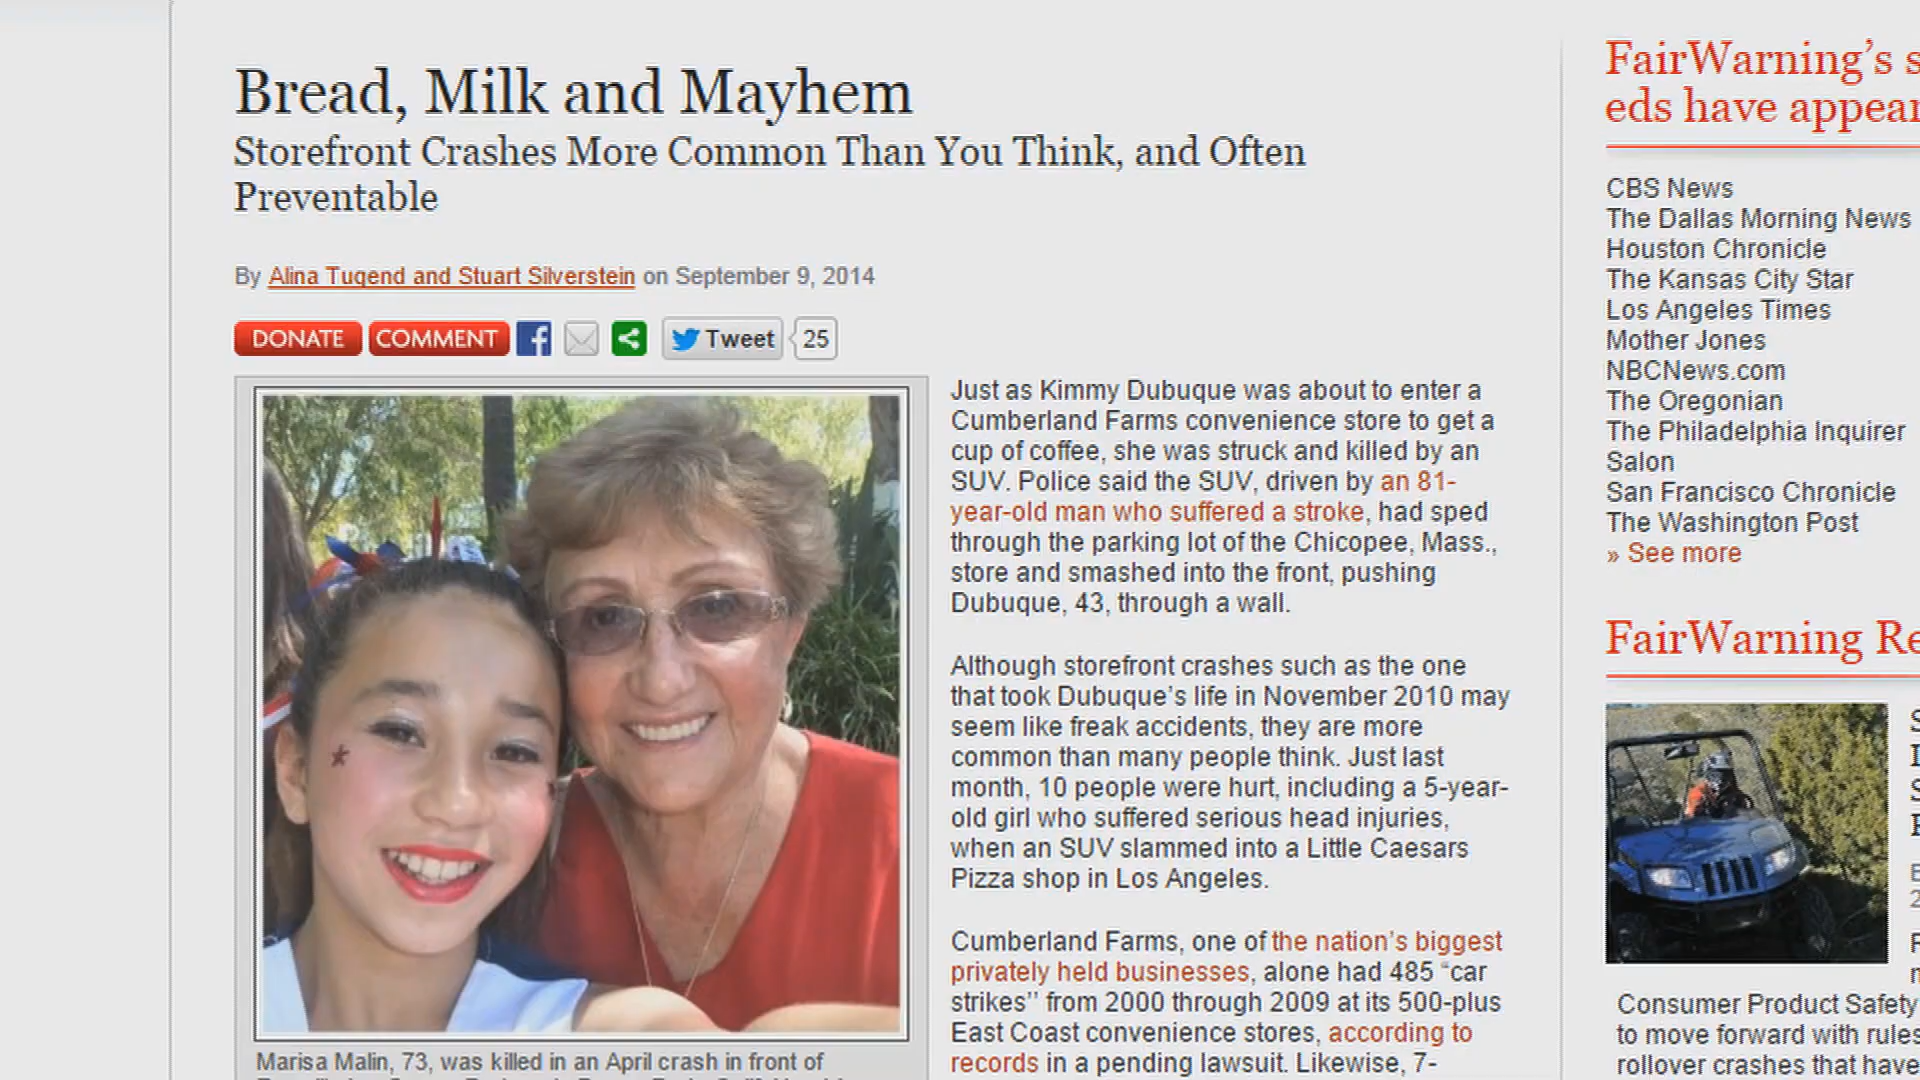 Bread, Milk and Mayhem
Storefront Crashes More Common Than You Think, and Often
Preventable
By Alina Tugend and Stuart Silverstein on September 9, 2014
DONATE COMMENT Tweet 25
Just as Kimmy Dubuque was about to enter a
Cumberland Farms convenience store to get a
cup of coffee, she was struck and killed by an
SUV. Police said the SUV, driven by an 81-
year-old man who suffered a stroke, had sped
through the parking lot of the Chicopee, Mass.,
store and smashed into the front, pushing
Dubuque, 43, through a wall.
Although storefront crashes such as the one
that took Dubuque's life in November 2010 may
seem like freak accidents, they are more
common than many people think. Just last
month, 10 people were hurt, including a 5-year-
old girl who suffered serious head injuries,
when an SUV slammed into a Little Caesars
Pizza shop in Los Angeles.
Cumberland Farms, one of the nation's biggest
privately held businesses, alone had 485 "car
strikes'' from 2000 through 2009 at its 500-plus
East Coast convenience stores, according to
records in a pending lawsuit. Likewise, 7-
Marisa Malin, 73, was killed in an April crash in front of
FairWarning's s
eds have appear
CBS News
The Dallas Morning News
Houston Chronicle
The Kansas City Star
Los Angeles Times
Mother Jones
NBCNews.com
The Oregonian
The Philadelphia Inquirer
Salon
San Francisco Chronicle
The Washington Post
» See more
FairWarning Re
Consumer Product Safety
to move forward with rules
rollover crashes that have